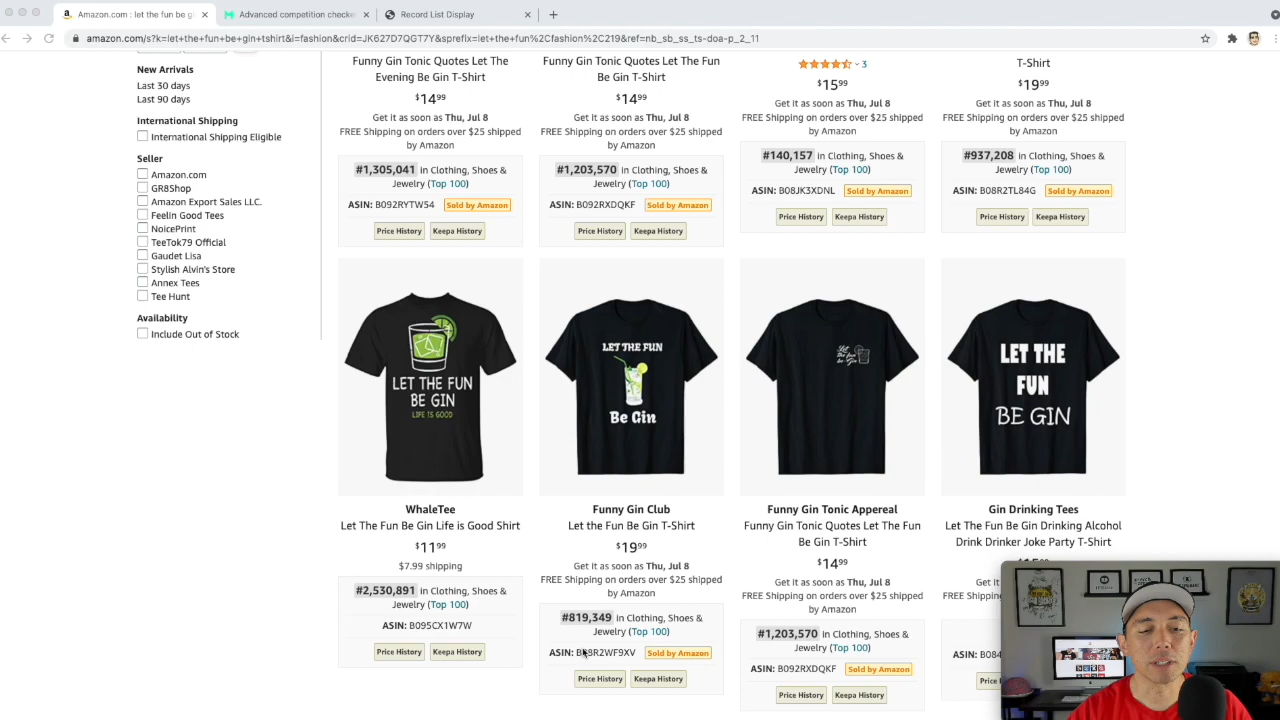 Amazon.com : let the fun be g
Advanced competition checke
Record List Display
amazon.com/s?k=let+the+fun+be+gin+tshirt&i=fashion&crid=JK627D7QGT7Y&sprefix=let+the+fun%2Cfashion%2C219&ref=nb_sb_ss_ts-doa-p_2_11
New Arrivals
Last 30 days
Last 90 days
International Shipping
International Shipping Eligible
Seller
Amazon.com
GR8Shop
Amazon Export Sales LLC.
Feelin Good Tees
NoicePrint
TeeTok79 Official
Gaudet Lisa
Stylish Alvin's Store
Annex Tees
Tee Hunt
Availability
Include Out of Stock
Funny Gin Tonic Quotes Let The
Evening Be Gin T-Shirt
$14.99
Get it as soon as Thu, Jul 8
FREE Shipping on orders over $25 shipped
by Amazon
#1,305,041 in Clothing, Shoes &
Jewelry (Top 100)
ASIN: B092RYTW54 Sold by Amazon
Price History Keepa History
Funny Gin Tonic Quotes Let The Fun
Be Gin T-Shirt
$14.99
Get it as soon as Thu, Jul 8
FREE Shipping on orders over $25 shipped
by Amazon
#1,203,570 in Clothing, Shoes &
Jewelry (Top 100)
ASIN: B092RXDQKF Sold by Amazon
Price History Keepa History
3
$15.99
Get it as soon as Thu, Jul 8
FREE Shipping on orders over $25 shipped
by Amazon
#140,157 in Clothing, Shoes &
Jewelry (Top 100)
ASIN: B08JK3XDNL Sold by Amazon
Price History Keepa History
T-Shirt
$19.99
Get it as soon as Thu, Jul 8
FREE Shipping on orders over $25 shipped
by Amazon
#937,208 in Clothing, Shoes &
Jewelry (Top 100)
ASIN: B08R2TL84G Sold by Amazon
Price History Keepa History
LET THE FUN
BE GIN
LIFE IS GOOD
WhaleTee
Let The Fun Be Gin Life is Good Shirt
$11.99
$7.99 shipping
#2,530,891 in Clothing, Shoes &
Jewelry (Top 100)
ASIN: B095CX1W7W
Price History Keepa History
LET THE FUN
Be Gin
Funny Gin Club
Let the Fun Be Gin T-Shirt
$19.99
Get it as soon as Thu, Jul 8
FREE Shipping on orders over $25 shipped
by Amazon
#819,349 in Clothing, Shoes &
Jewelry (Top 100)
ASIN: B08R2WF9XV Sold by Amazon
Price History Keepa History
Let
the fun
be Gin
Funny Gin Tonic Appereal
Funny Gin Tonic Quotes Let The Fun
Be Gin T-Shirt
$14.99
Get it as soon as Thu, Jul 8
FREE Shipping on orders over $25 shipped
by Amazon
#1,203,570 in Clothing, Shoes &
Jewelry (Top 100)
ASIN: B092RXDQKF Sold by Amazon
Price History Keepa History
LET THE
FUN
BE GIN
Gin Drinking Tees
Let The Fun Be Gin Drinking Alcohol
Drink Drinker Joke Party T-Shirt
Get it
FREE Shi
ASIN: B084